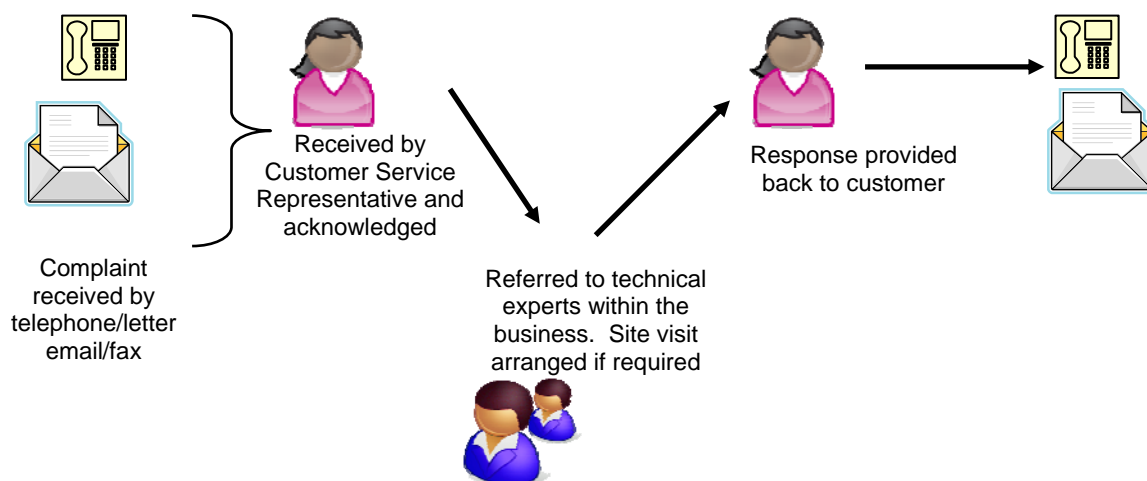 Complaint
received by
telephone/letter
email/fax
Received by
Customer Service
Representative and
acknowledged
Referred to technical
experts within the
business.  Site visit
arranged if required
Response provided
back to customer